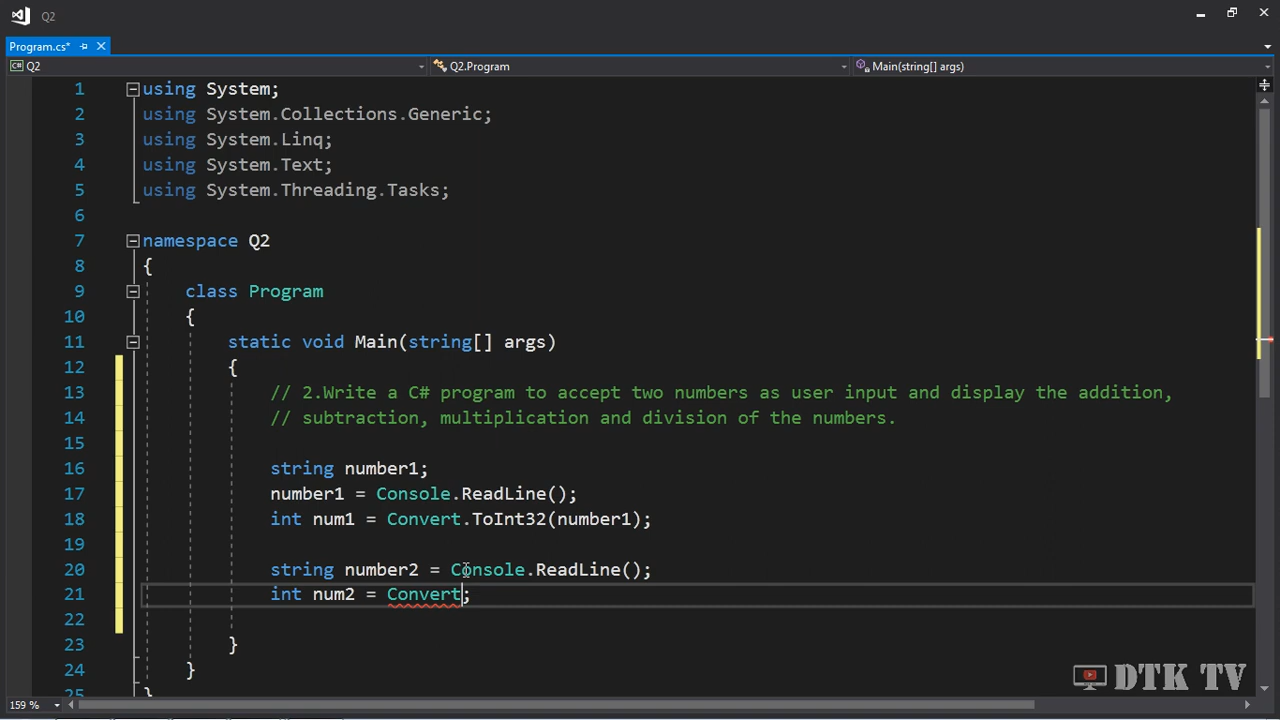 Q2
Program.cs*
Q2 Q2.Program Main(string[] args)
1 using System;
2 using System.Collections.Generic;
3 using System.Linq;
4 using System.Text;
5 using System.Threading.Tasks;
6
7 namespace Q2
8 {
9 class Program
10 {
11 static void Main(string[] args)
12 {
13 // 2.Write a C# program to accept two numbers as user input and display the addition,
14 // subtraction, multiplication and division of the numbers.
15
16 string number1;
17 number1 = Console.ReadLine();
18 int num1 = Convert.ToInt32(number1);
19
20 string number2 = Console.ReadLine();
21 int num2 = Convert;
22
23 }
24 }
25 }
159 %
DTK TV